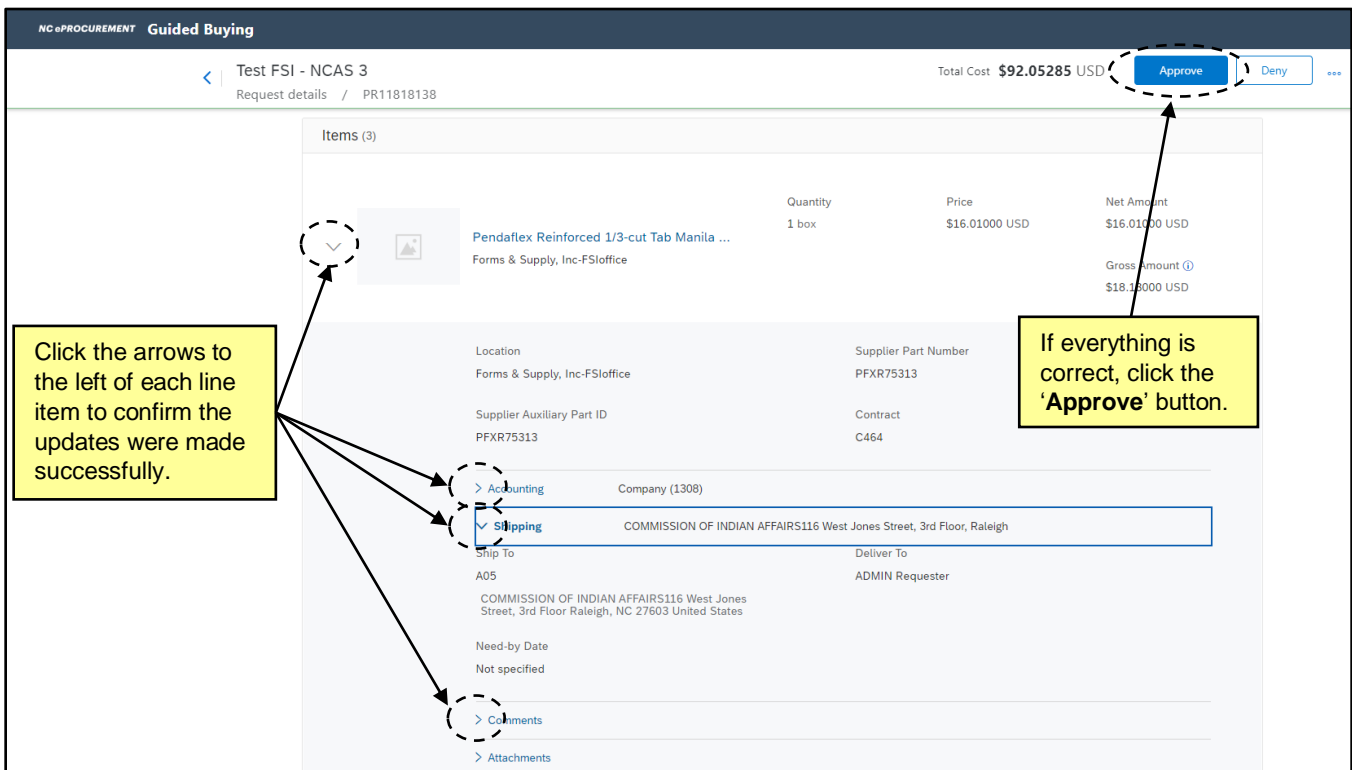 NC ePROCUREMENT Guided Buying
Test FSI - NCAS 3
Request details / PR11818138
Total Cost $92.05285 USD
Approve
Deny
Items (3)
Quantity
1 box
Price
$16.01000 USD
Net Amount
$16.01000 USD
Pendaflex Reinforced 1/3-cut Tab Manila ...
Forms & Supply, Inc-FSIoffice
Gross Amount
$18.13000 USD
Click the arrows to
the left of each line
item to confirm the
updates were made
successfully.
If everything is
correct, click the
‘Approve’ button.
Location
Forms & Supply, Inc-FSIoffice
Supplier Part Number
PFXR75313
Supplier Auxiliary Part ID
PFXR75313
Contract
C464
Accounting Company (1308)
Shipping COMMISSION OF INDIAN AFFAIRS116 West Jones Street, 3rd Floor, Raleigh
Ship To
A05
COMMISSION OF INDIAN AFFAIRS116 West Jones
Street, 3rd Floor Raleigh, NC 27603 United States
Deliver To
ADMIN Requester
Need-by Date
Not specified
Comments
Attachments